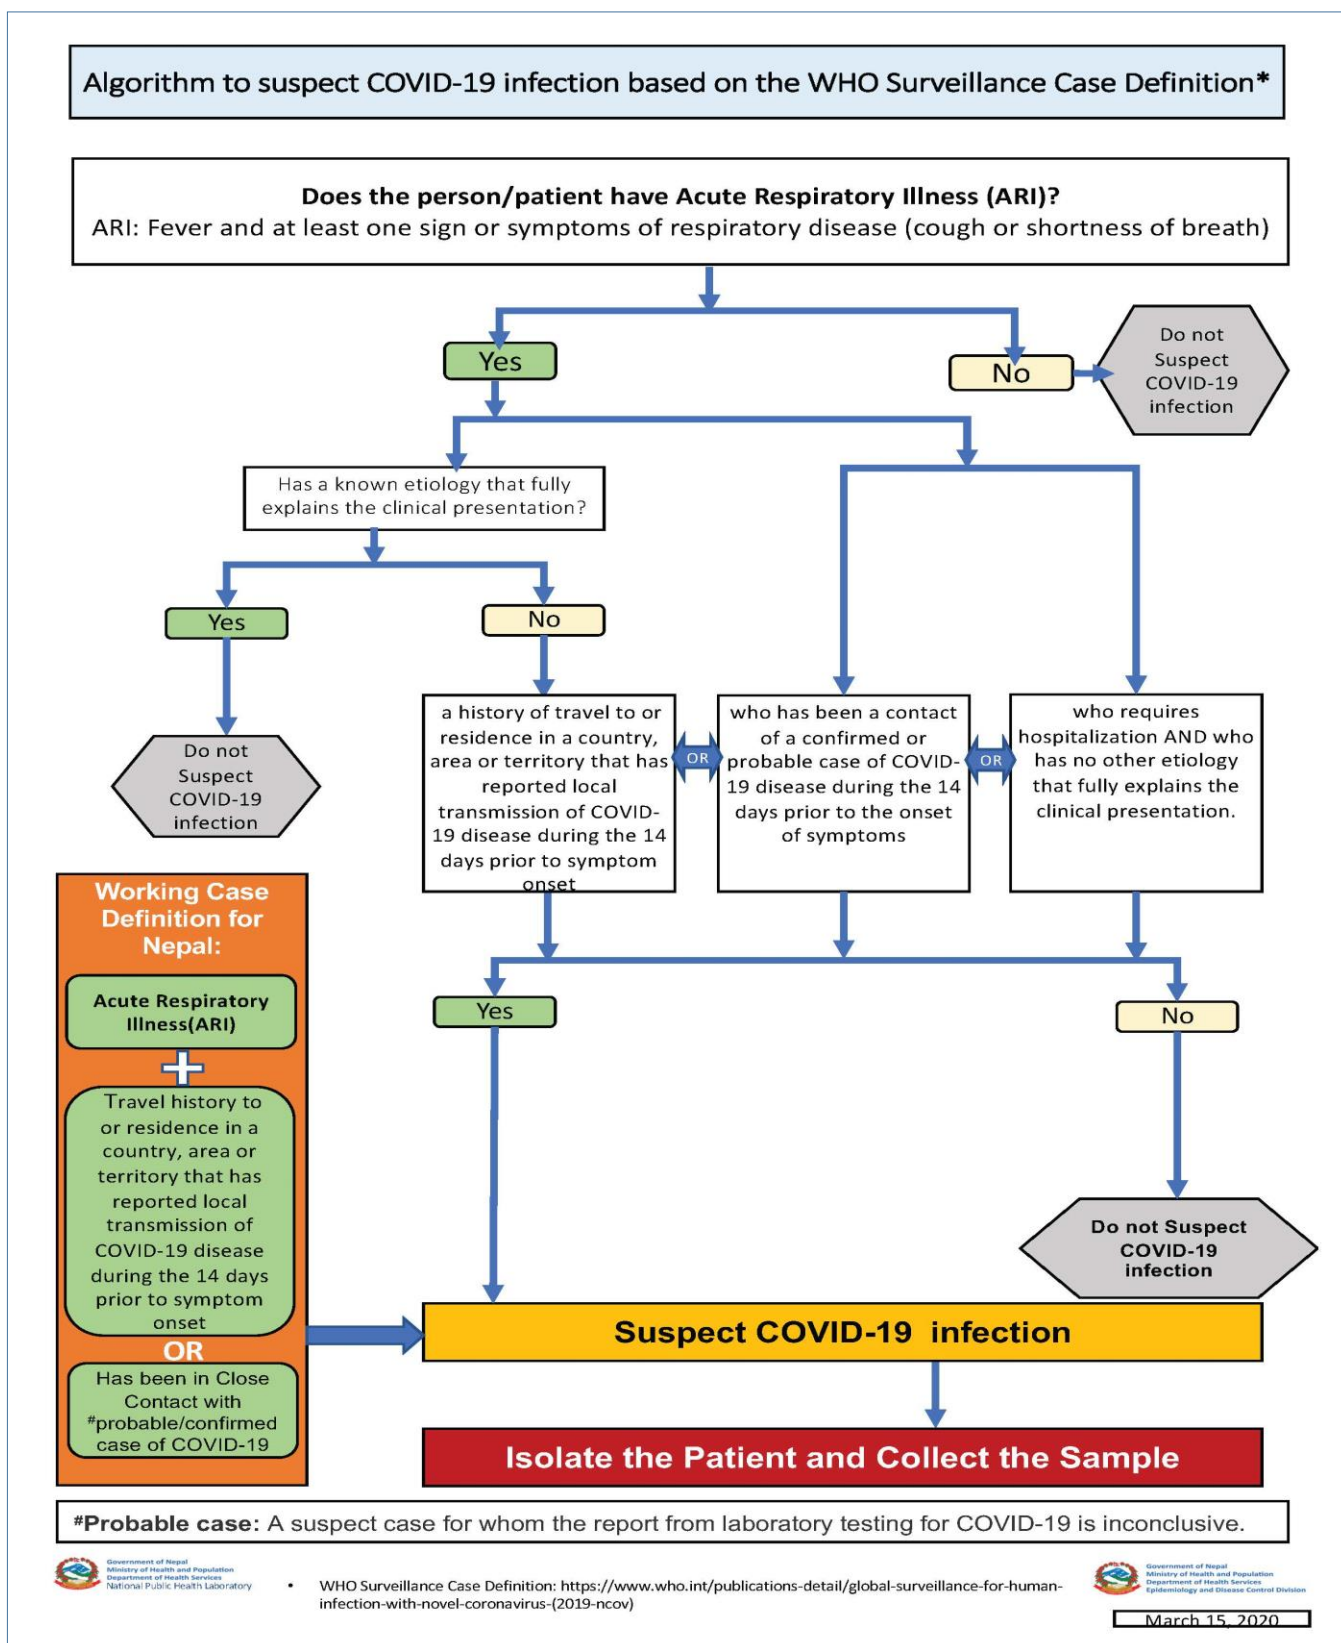 Algorithm to suspect COVID-19 infection based on the WHO Surveillance Case Definition*
Does the person/patient have Acute Respiratory Illness (ARI)?
ARI: Fever and at least one sign or symptoms of respiratory disease (cough or shortness of breath)
Yes
No
Do not
Suspect
COVID-19
infection
Has a known etiology that fully
explains the clinical presentation?
Yes
No
Do not
Suspect
COVID-19
infection
a history of travel to or
residence in a country,
area or territory that has
reported local
transmission of COVID-
19 disease during the 14
days prior to symptom
onset
OR
who has been a contact
of a confirmed or
probable case of COVID-
19 disease during the 14
days prior to the onset
of symptoms
OR
who requires
hospitalization AND who
has no other etiology
that fully explains the
clinical presentation.
Yes
No
Do not Suspect
COVID-19
infection
Working Case
Definition for
Nepal:
Acute Respiratory
Illness(ARI)
+
Travel history to
or residence in a
country, area or
territory that has
reported local
transmission of
COVID-19 disease
during the 14 days
prior to symptom
onset
OR
Has been in Close
Contact with
#probable/confirmed
case of COVID-19
Suspect COVID-19 infection
Isolate the Patient and Collect the Sample
#Probable case: A suspect case for whom the report from laboratory testing for COVID-19 is inconclusive.
Government of Nepal
Ministry of Health and Population
Department of Health Services
National Public Health Laboratory
• WHO Surveillance Case Definition: https://www.who.int/publications-detail/global-surveillance-for-human-
infection-with-novel-coronavirus-(2019-ncov)
Government of Nepal
Ministry of Health and Population
Department of Health Services
Epidemiology and Disease Control Division
March 15, 2020